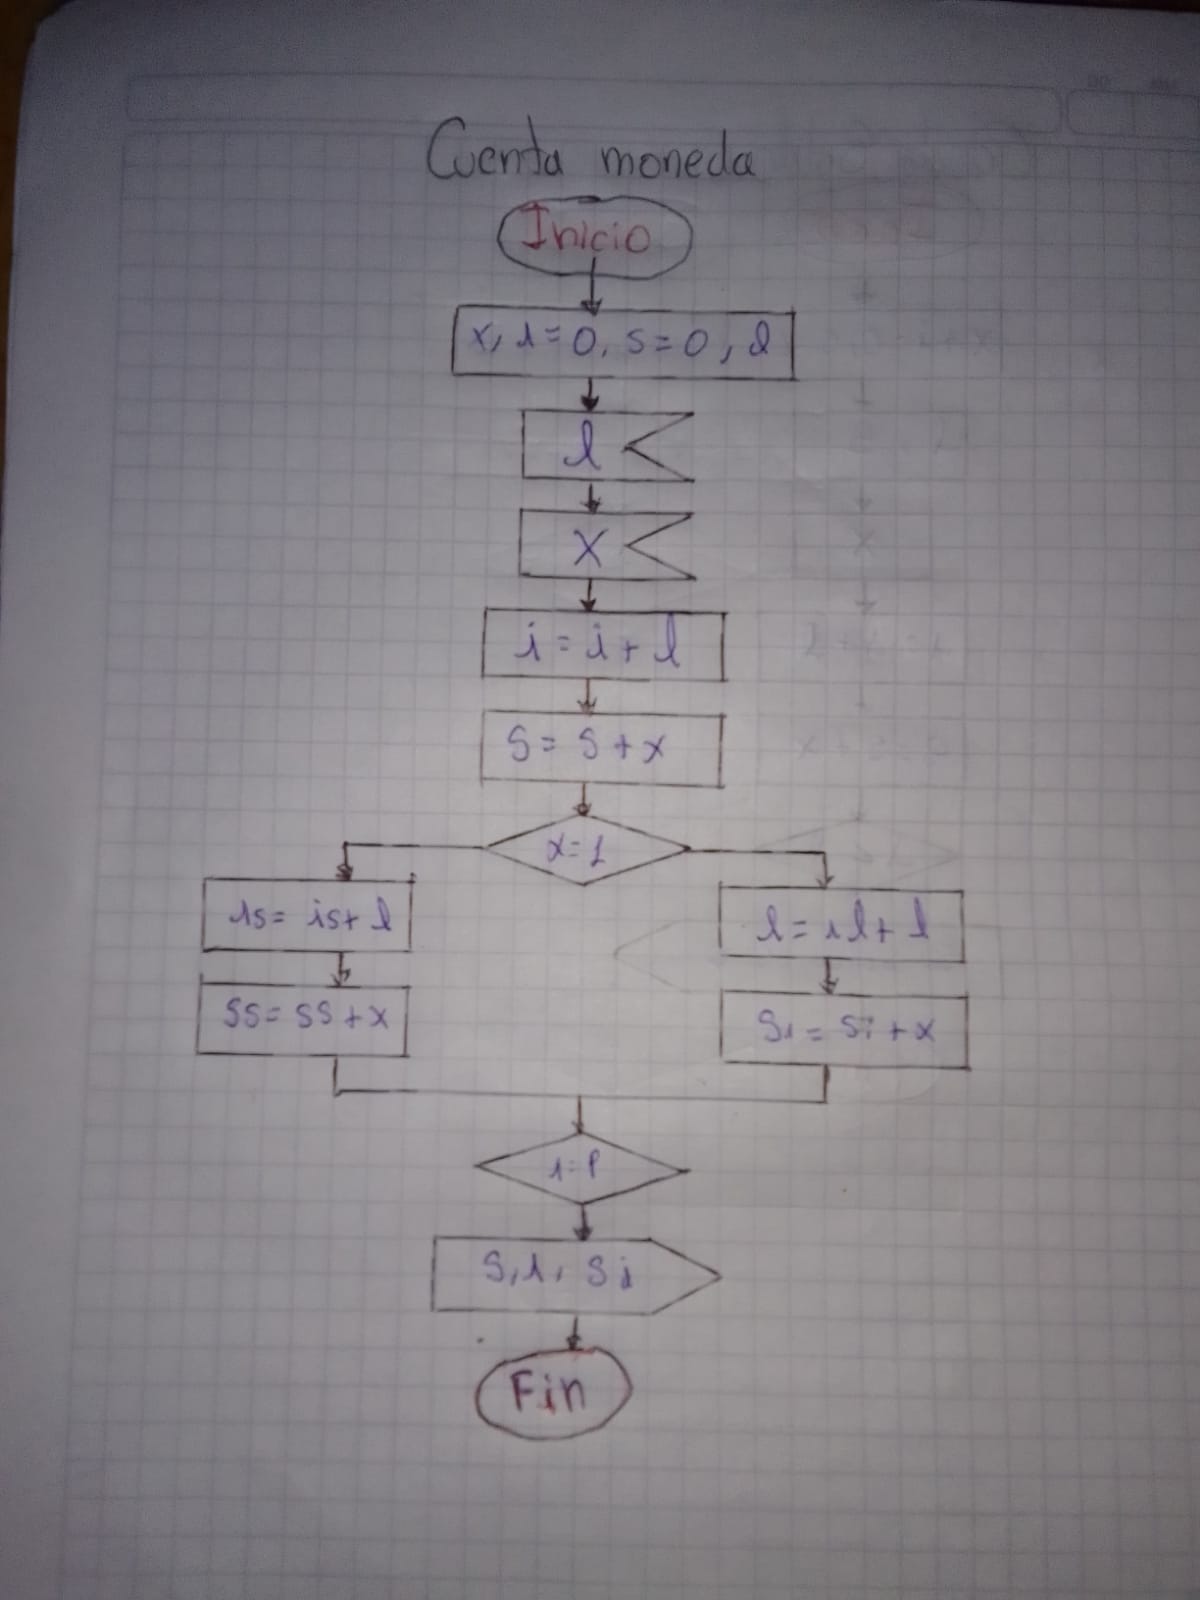 Cuenta moneda
Inicio
x, i=0, s=0, l
l
X
i = i + l
S = S + x
x=1
is= is+ l
l= il+ l
SS= SS+x
Si= Si+x
i=l
S, i, Si
Fin